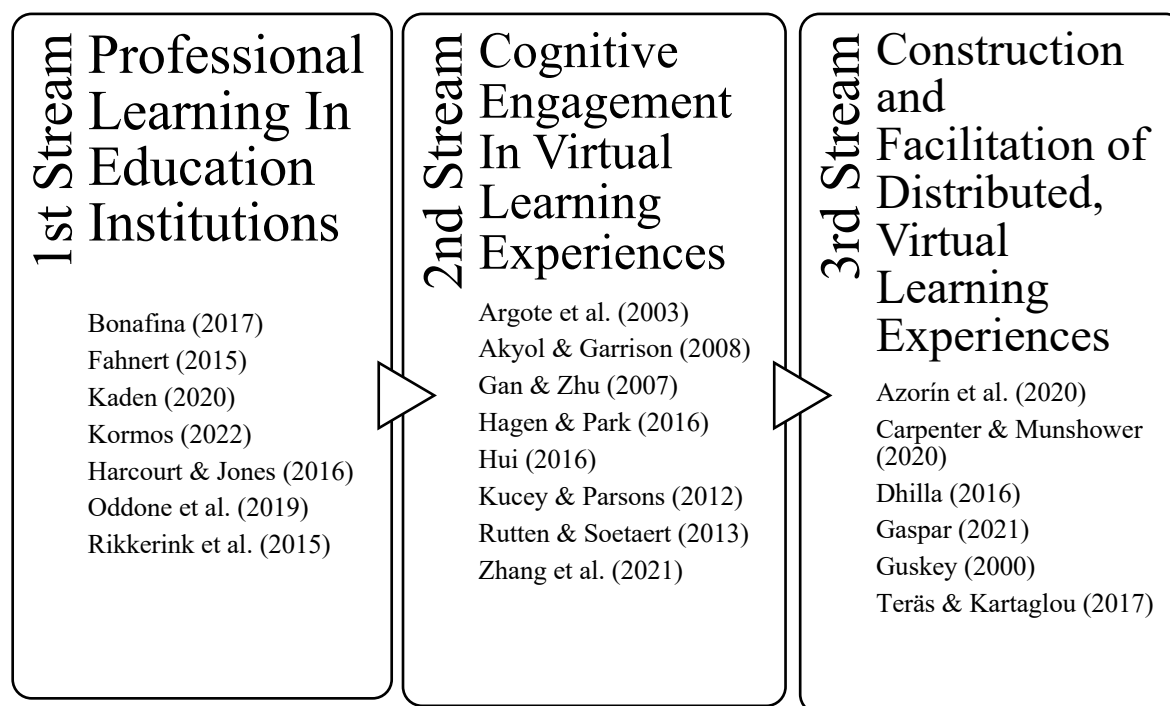 1st Stream
Professional
Learning In
Education
Institutions
Bonafina (2017)
Fahnert (2015)
Kaden (2020)
Kormos (2022)
Harcourt & Jones (2016)
Oddone et al. (2019)
Rikkerink et al. (2015)
2nd Stream
Cognitive
Engagement
In Virtual
Learning
Experiences
Argote et al. (2003)
Akyol & Garrison (2008)
Gan & Zhu (2007)
Hagen & Park (2016)
Hui (2016)
Kucey & Parsons (2012)
Rutten & Soetaert (2013)
Zhang et al. (2021)
3rd Stream
Construction
and
Facilitation of
Distributed,
Virtual
Learning
Experiences
Azorín et al. (2020)
Carpenter & Munshower
(2020)
Dhilla (2016)
Gaspar (2021)
Guskey (2000)
Teräs & Kartaglou (2017)